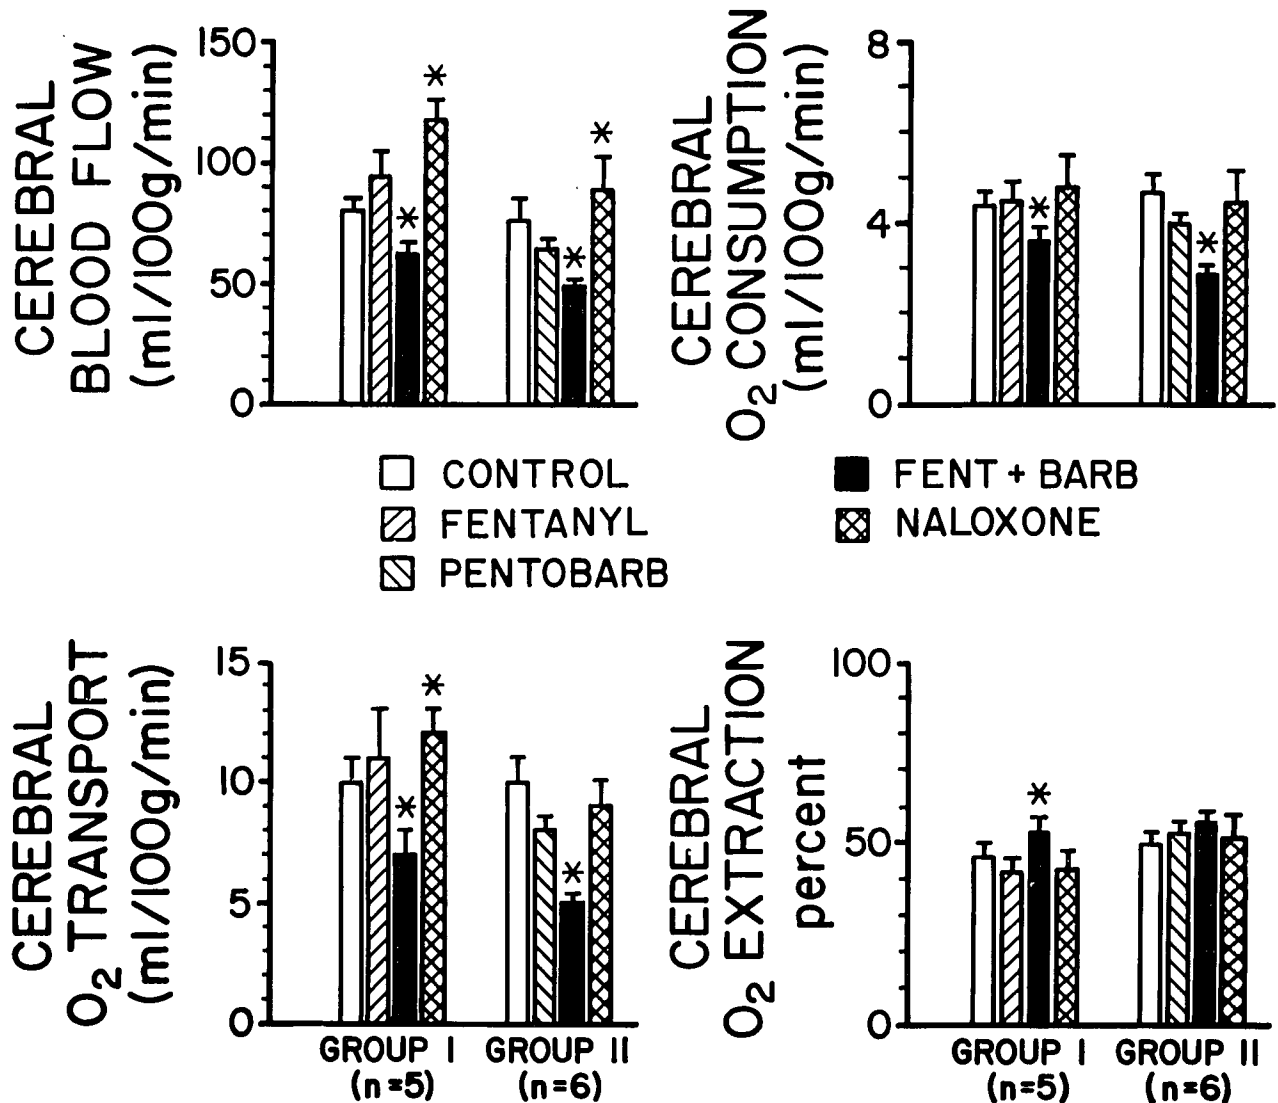 CEREBRAL
BLOOD FLOW
(ml/100g/min)
150
100
50
0
*
*
*
*
CEREBRAL
O2 CONSUMPTION
(ml/100g/min)
8
4
0
*
*
CONTROL
FENTANYL
PENTOBARB
FENT + BARB
NALOXONE
CEREBRAL
O2 TRANSPORT
(ml/100g/min)
15
10
5
0
*
*
*
GROUP I GROUP II
(n=5) (n=6)
CEREBRAL
O2 EXTRACTION
percent
100
50
0
*
GROUP I GROUP II
(n=5) (n=6)